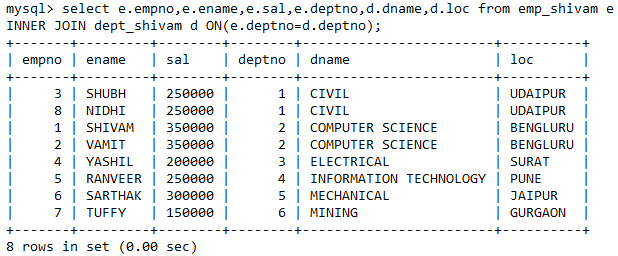 mysql> select e.empno,e.ename,e.sal,e.deptno,d.dname,d.loc from emp_shivam e
INNER JOIN dept_shivam d ON(e.deptno=d.deptno);
+-------+---------+--------+--------+------------------------+-----------+
| empno | ename   | sal    | deptno | dname                  | loc       |
+-------+---------+--------+--------+------------------------+-----------+
|     3 | SHUBH   | 250000 |      1 | CIVIL                  | UDAIPUR   |
|     8 | NIDHI   | 250000 |      1 | CIVIL                  | UDAIPUR   |
|     1 | SHIVAM  | 350000 |      2 | COMPUTER SCIENCE       | BENGLURU  |
|     2 | VAMIT   | 350000 |      2 | COMPUTER SCIENCE       | BENGLURU  |
|     4 | YASHIL  | 200000 |      3 | ELECTRICAL             | SURAT     |
|     5 | RANVEER | 250000 |      4 | INFORMATION TECHNOLOGY | PUNE      |
|     6 | SARTHAK | 300000 |      5 | MECHANICAL             | JAIPUR    |
|     7 | TUFFY   | 150000 |      6 | MINING                 | GURGAON   |
+-------+---------+--------+--------+------------------------+-----------+
8 rows in set (0.00 sec)